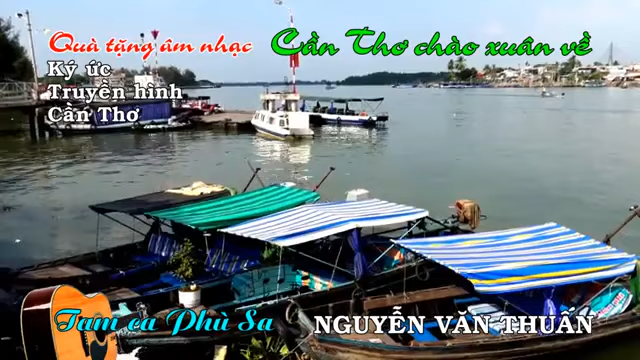 Quà tặng âm nhạc
Cần Thơ chào xuân về
Ký ức
Truyền hình
Cần Thơ
Tam ca Phù Sa
NGUYỄN VĂN THUẤN